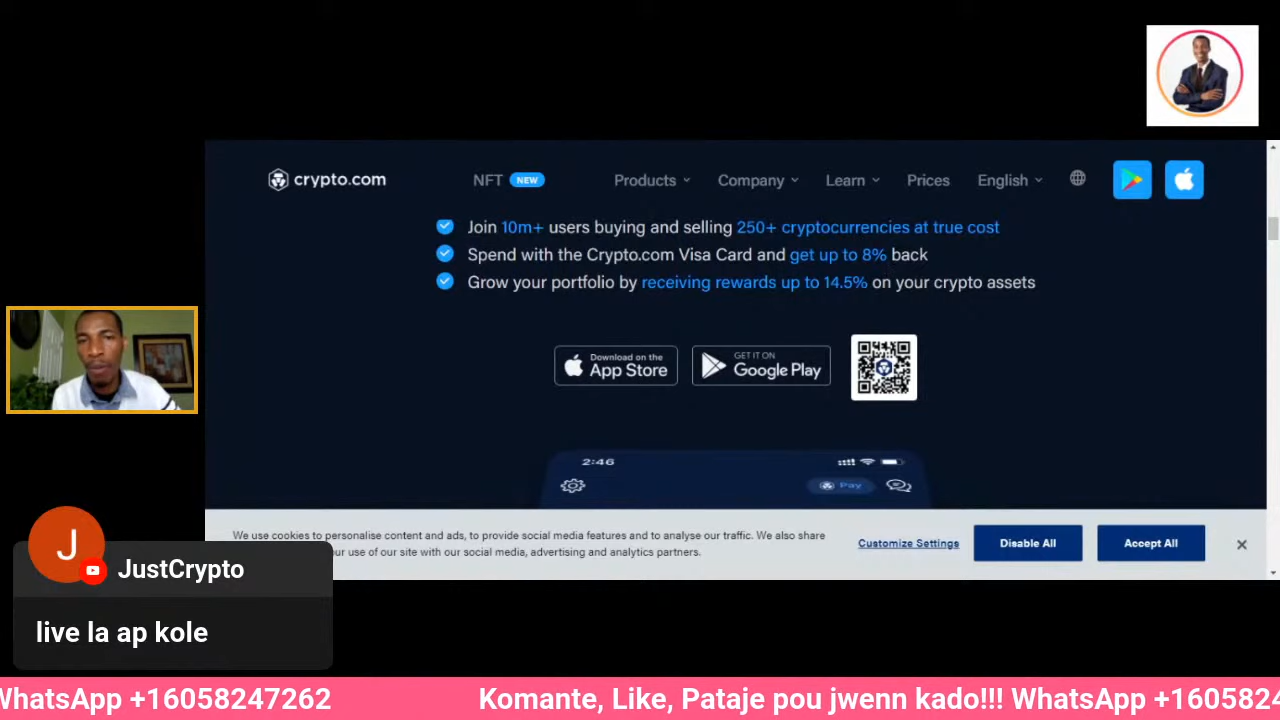 crypto.com
NFT NEW Products Company Learn Prices English
Join 10m+ users buying and selling 250+ cryptocurrencies at true cost
Spend with the Crypto.com Visa Card and get up to 8% back
Grow your portfolio by receiving rewards up to 14.5% on your crypto assets
Download on the
App Store
GET IT ON
Google Play
2:46
Pay
We use cookies to personalise content and ads, to provide social media features and to analyse our traffic. We also share
our use of our site with our social media, advertising and analytics partners.
Customize Settings Disable All Accept All
J
JustCrypto
live la ap kole
WhatsApp +16058247262 Komante, Like, Pataje pou jwenn kado!!! WhatsApp +160582